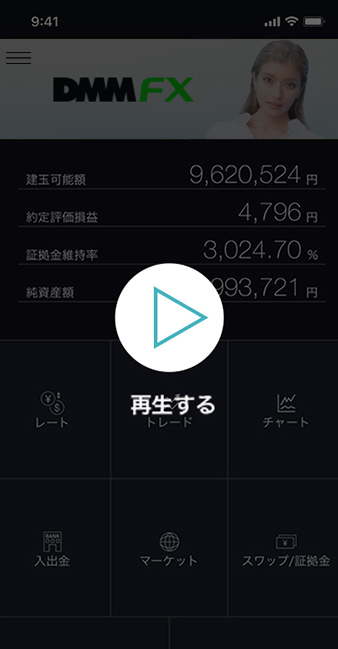 9:41
DMM FX
建玉可能額 9,620,524 円
約定評価損益 4,796 円
証拠金維持率 3,024.70 %
純資産額 993,721 円
再生する
レート トレード チャート
BANK
入出金 マーケット スワップ/証拠金